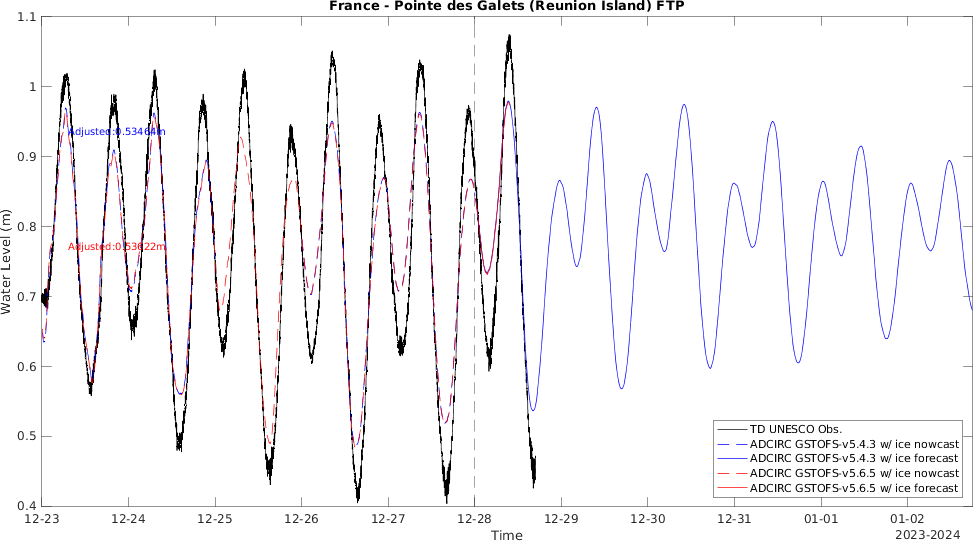 France - Pointe des Galets (Reunion Island) FTP
1.1
1
0.9
0.8
0.7
0.6
0.5
0.4
Water Level (m)
Adjusted:0.53464m
Adjusted:0.53622m
TD UNESCO Obs.
ADCIRC GSTOFS-v5.4.3 w/ ice nowcast
ADCIRC GSTOFS-v5.4.3 w/ ice forecast
ADCIRC GSTOFS-v5.6.5 w/ ice nowcast
ADCIRC GSTOFS-v5.6.5 w/ ice forecast
12-23 12-24 12-25 12-26 12-27 12-28 12-29 12-30 12-31 01-01 01-02
Time
2023-2024